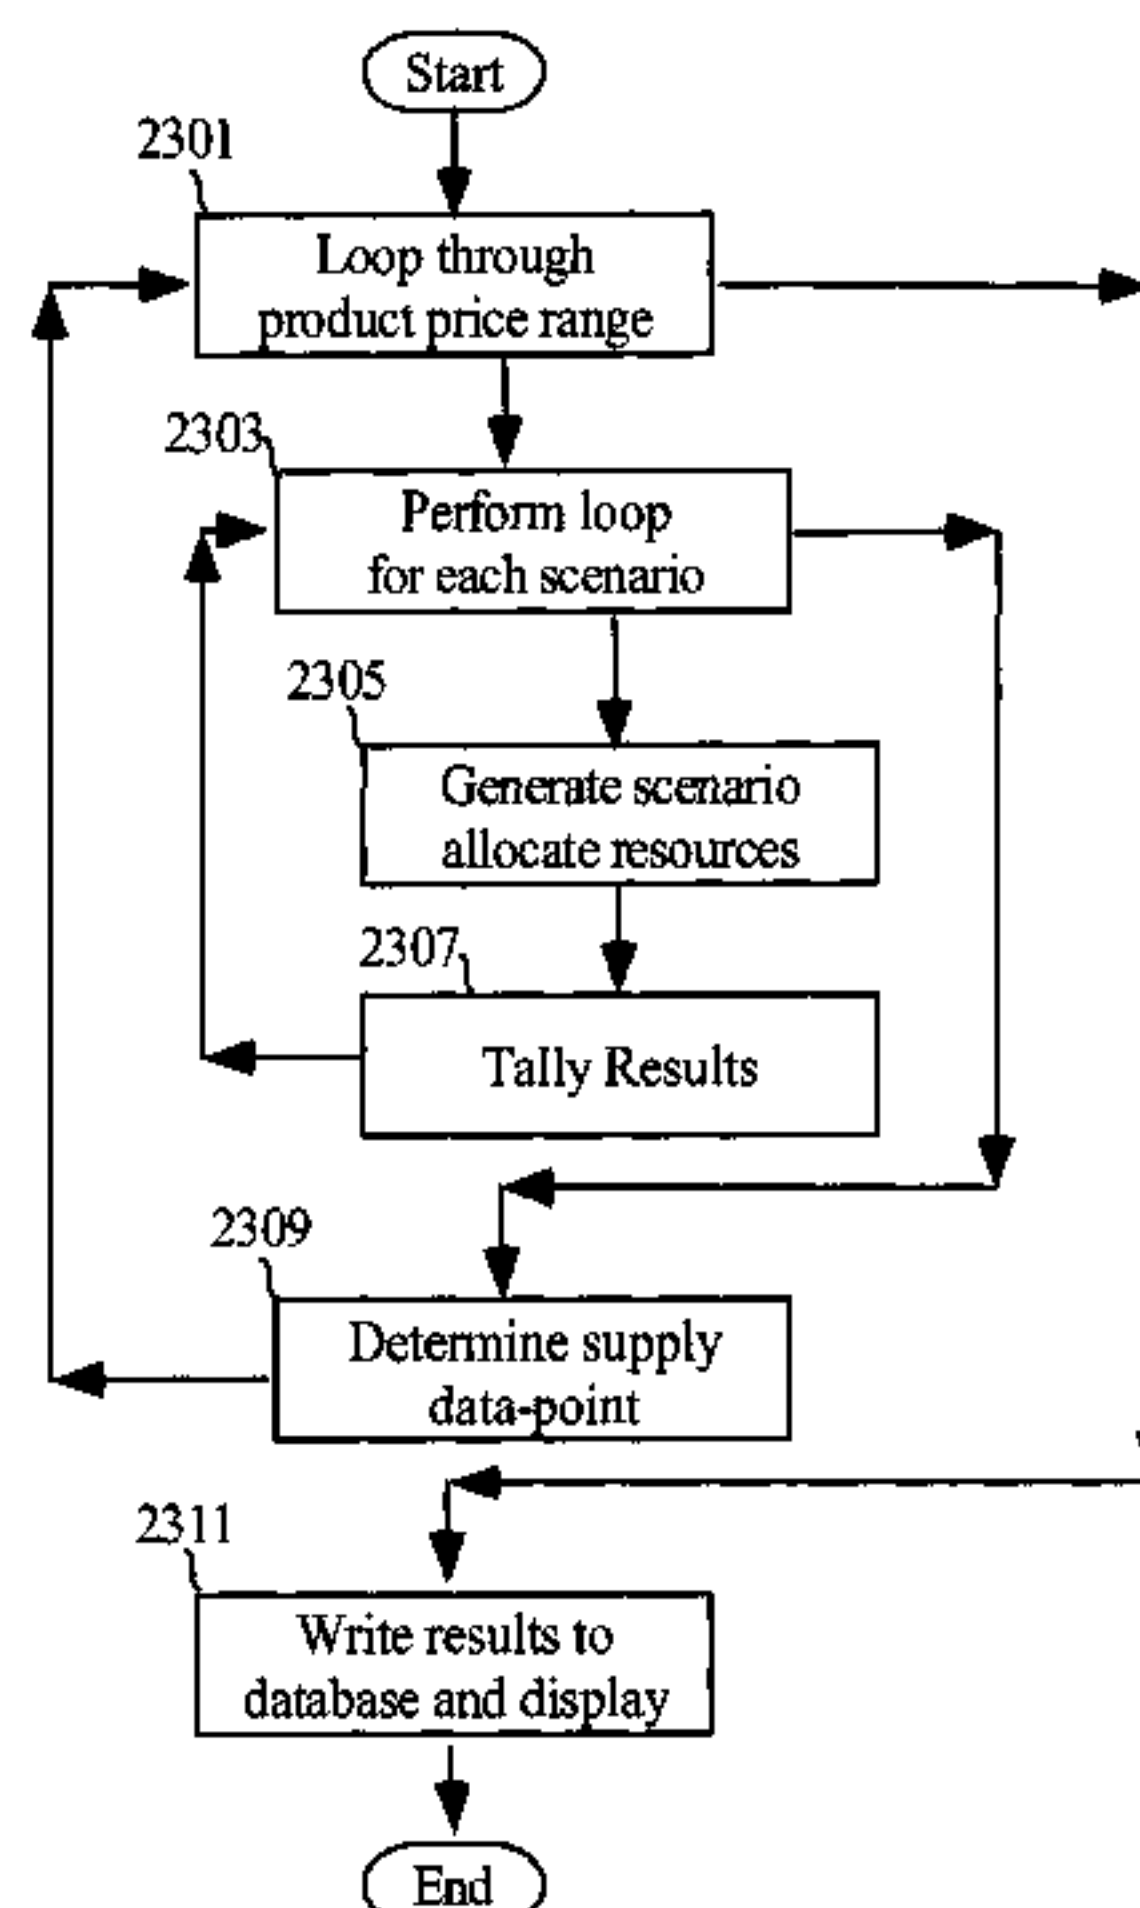 Start
2301
Loop through
product price range
2303
Perform loop
for each scenario
2305
Generate scenario
allocate resources
2307
Tally Results
2309
Determine supply
data-point
2311
Write results to
database and display
End